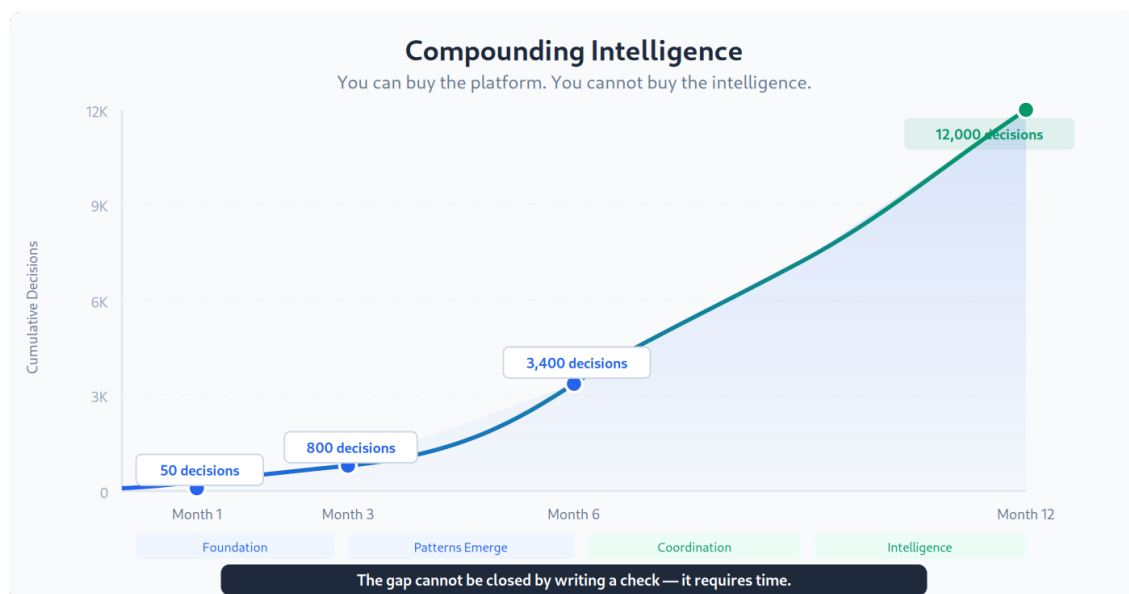 Compounding Intelligence
You can buy the platform. You cannot buy the intelligence.
12K
12,000 decisions
9K
Cumulative Decisions
6K
3,400 decisions
3K
800 decisions
50 decisions
0
Month 1
Month 3
Month 6
Month 12
Foundation
Patterns Emerge
Coordination
Intelligence
The gap cannot be closed by writing a check — it requires time.